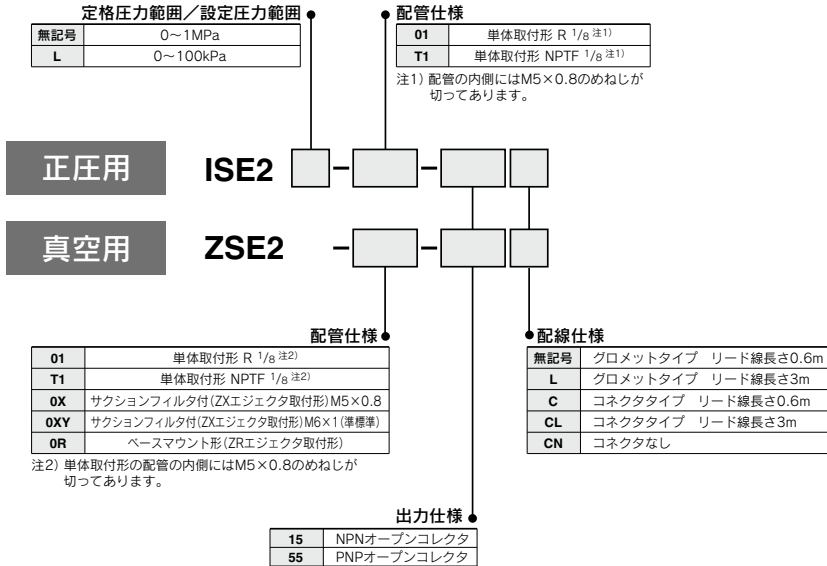 定格圧力範囲／設定圧力範囲
無記号 0〜1MPa
L 0〜100kPa
配管仕様
01 単体取付形 R 1/8 注1)
T1 単体取付形 NPTF 1/8 注1)
注1) 配管の内側にはM5×0.8のめねじが
切ってあります。
正圧用 ISE2 - -
真空用 ZSE2 - -
配管仕様
01 単体取付形 R 1/8 注2)
T1 単体取付形 NPTF 1/8 注2)
0X サクションフィルタ付(ZXエジェクタ取付形)M5×0.8
0XY サクションフィルタ付(ZXエジェクタ取付形)M6×1(準標準)
0R ベースマウント形(ZRエジェクタ取付形)
注2) 単体取付形の配管の内側にはM5×0.8のめねじが
切ってあります。
配線仕様
無記号 グロメットタイプ リード線長さ0.6m
L グロメットタイプ リード線長さ3m
C コネクタタイプ リード線長さ0.6m
CL コネクタタイプ リード線長さ3m
CN コネクタなし
出力仕様
15 NPNオープンコレクタ
55 PNPオープンコレクタ